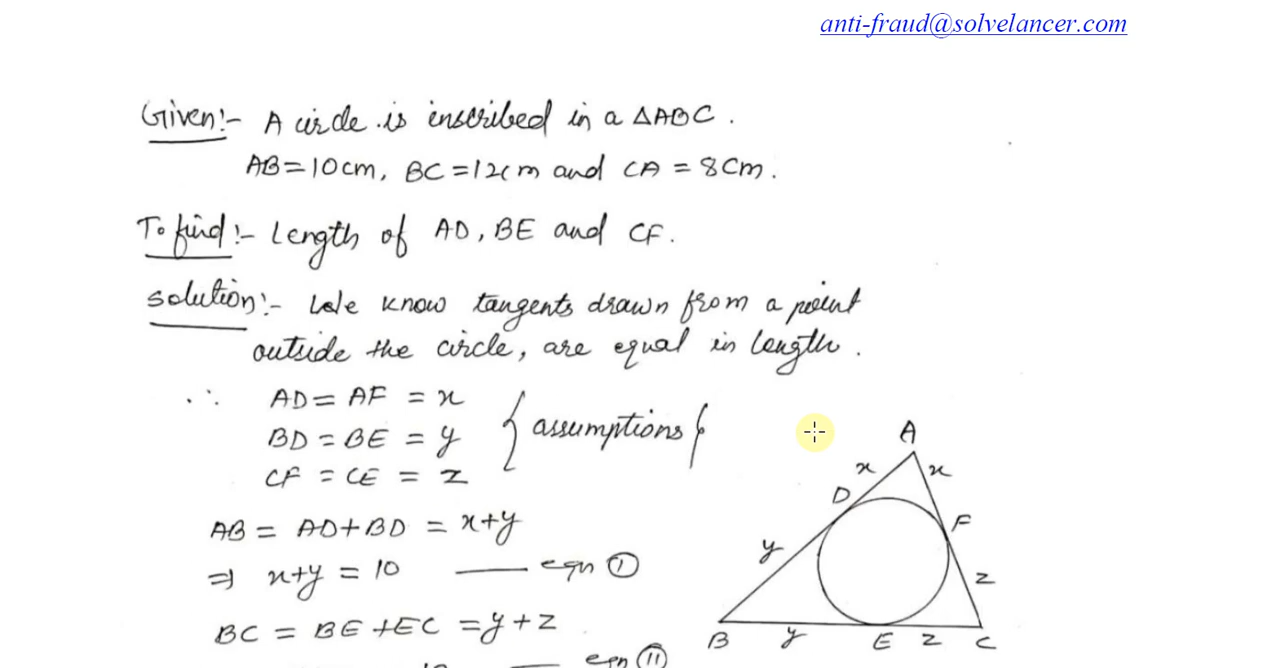 anti-fraud@solvelancer.com
Given:- A circle is inscribed in a ΔABC.
AB=10cm, BC=12cm and CA = 8cm.
To find:- Length of AD, BE and CF.
Solution:- We know tangents drawn from a point
outside the circle, are equal in length.
∴ AD = AF = x
BD = BE = y { assumptions }
CF = CE = z
AB = AD+BD = x+y
⇒ x+y = 10 —— eqn (I)
BC = BE+EC = y+z
eqn (II)
A
x x
D
F
y
z
B y E z C